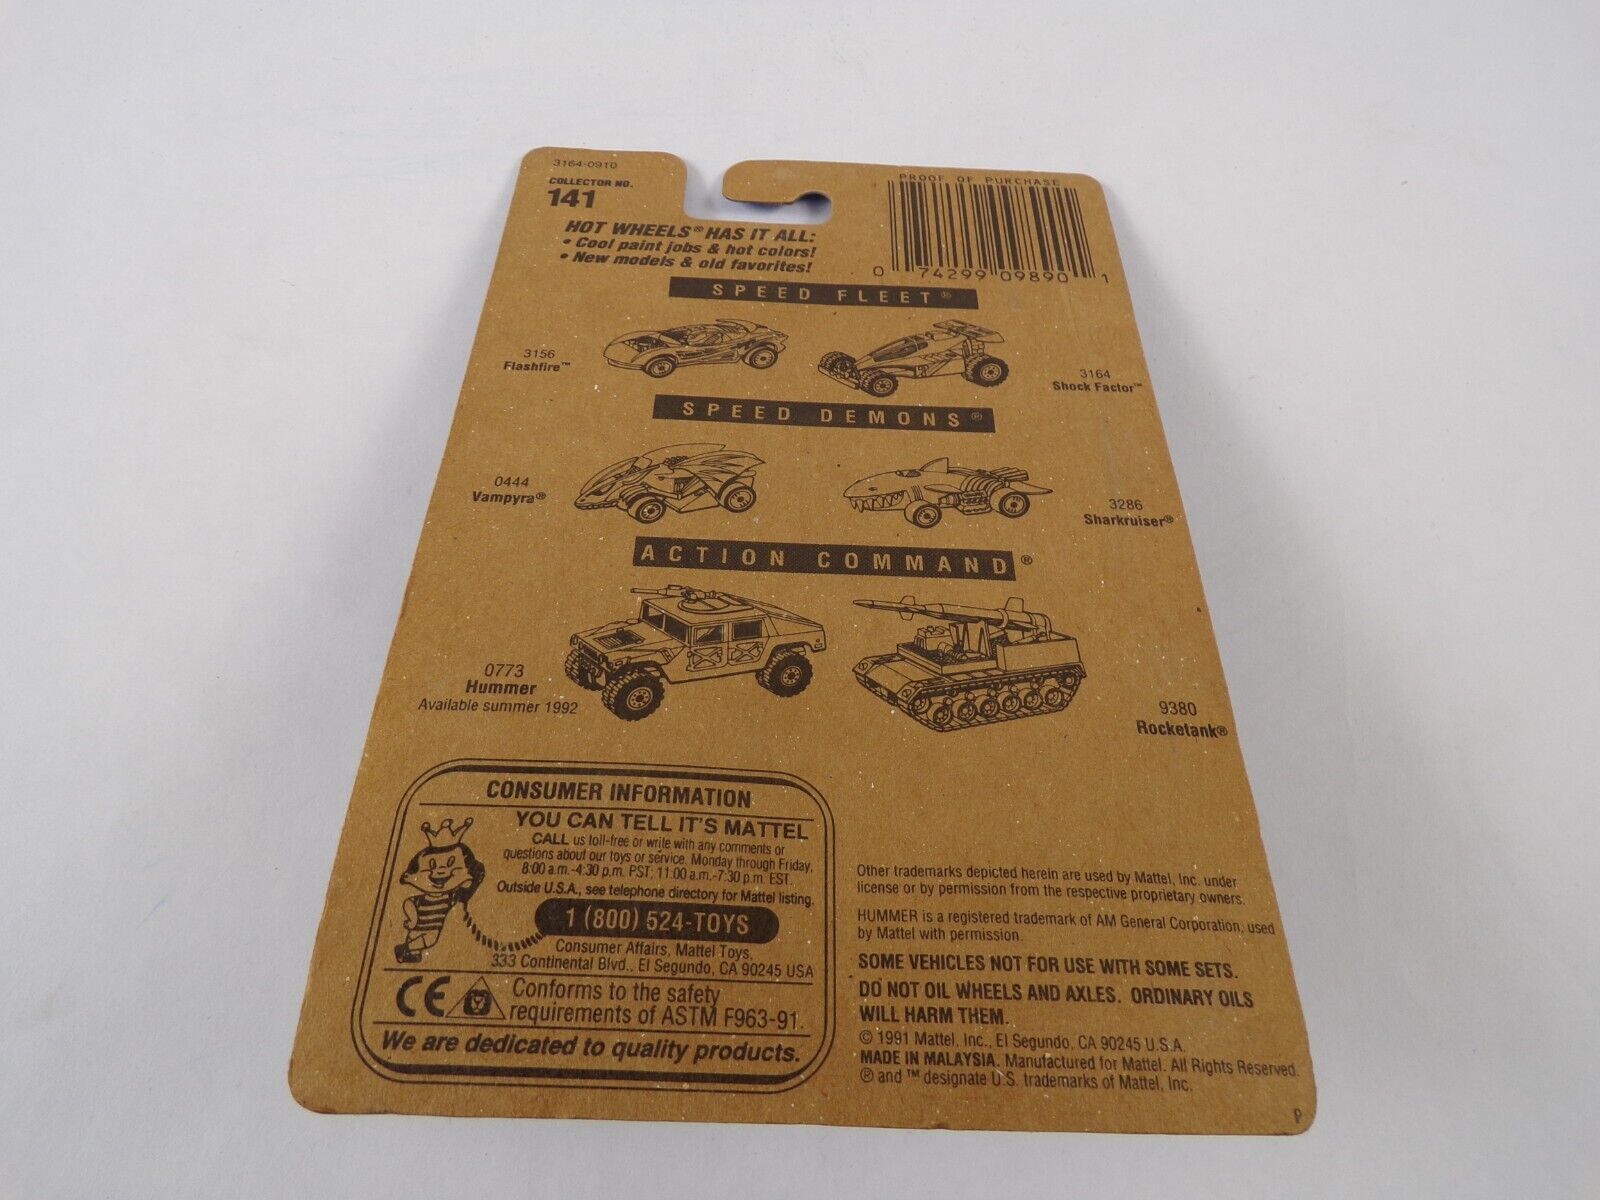 3164-0910
COLLECTOR NO.
141
PROOF OF PURCHASE
0 74299 09890 1
HOT WHEELS® HAS IT ALL:
• Cool paint jobs & hot colors!
• New models & old favorites!
SPEED FLEET®
3156
Flashfire™
3164
Shock Factor™
SPEED DEMONS®
0444
Vampyra®
3286
Sharkruiser®
ACTION COMMAND®
0773
Hummer
Available summer 1992
9380
Rocketank®
CONSUMER INFORMATION
YOU CAN TELL IT'S MATTEL
CALL us toll-free or write with any comments or
questions about our toys or service. Monday through Friday,
8:00 a.m.-4:30 p.m. PST; 11:00 a.m.-7:30 p.m. EST.
Outside U.S.A., see telephone directory for Mattel listing.
1 (800) 524-TOYS
Consumer Affairs, Mattel Toys,
333 Continental Blvd., El Segundo, CA 90245 USA
CE
Conforms to the safety
requirements of ASTM F963-91.
We are dedicated to quality products.
Other trademarks depicted herein are used by Mattel, Inc. under
license or by permission from the respective proprietary owners.
HUMMER is a registered trademark of AM General Corporation; used
by Mattel with permission.
SOME VEHICLES NOT FOR USE WITH SOME SETS.
DO NOT OIL WHEELS AND AXLES. ORDINARY OILS
WILL HARM THEM.
© 1991 Mattel, Inc., El Segundo, CA 90245 U.S.A.
MADE IN MALAYSIA. Manufactured for Mattel. All Rights Reserved.
® and ™ designate U.S. trademarks of Mattel, Inc.
P